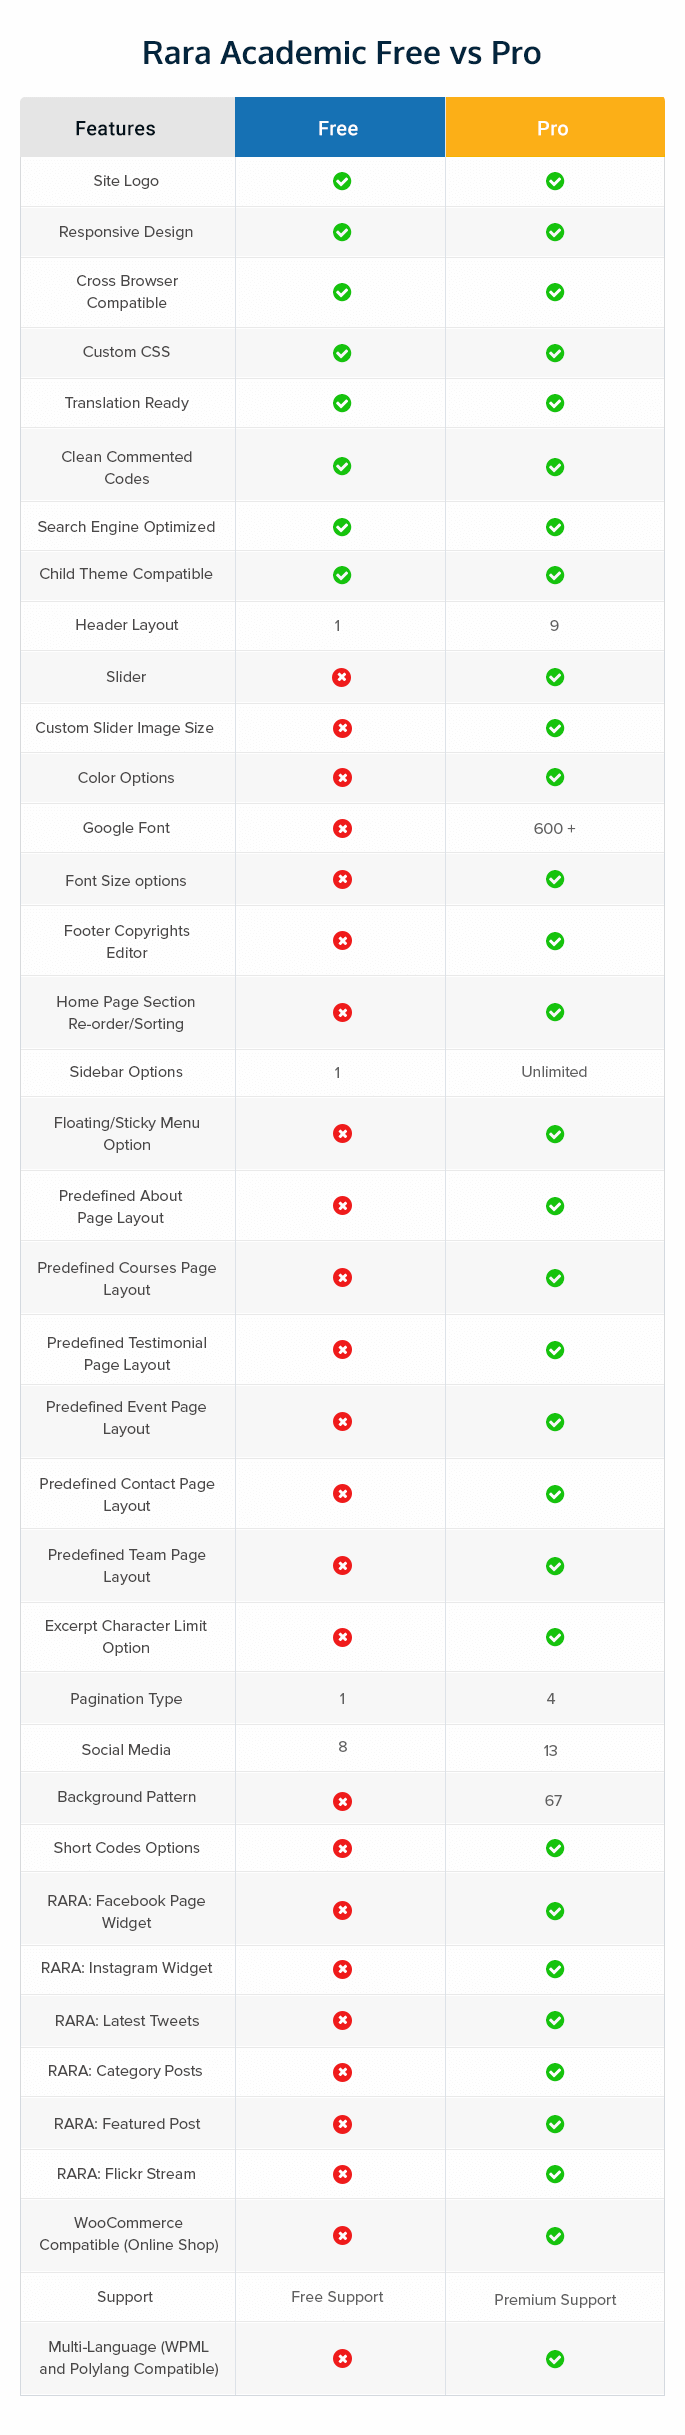 Rara Academic Free vs Pro
Features Free Pro
Site Logo
Responsive Design
Cross Browser
Compatible
Custom CSS
Translation Ready
Clean Commented
Codes
Search Engine Optimized
Child Theme Compatible
Header Layout 1 9
Slider
Custom Slider Image Size
Color Options
Google Font 600 +
Font Size options
Footer Copyrights
Editor
Home Page Section
Re-order/Sorting
Sidebar Options 1 Unlimited
Floating/Sticky Menu
Option
Predefined About
Page Layout
Predefined Courses Page
Layout
Predefined Testimonial
Page Layout
Predefined Event Page
Layout
Predefined Contact Page
Layout
Predefined Team Page
Layout
Excerpt Character Limit
Option
Pagination Type 1 4
Social Media 8 13
Background Pattern 67
Short Codes Options
RARA: Facebook Page
Widget
RARA: Instagram Widget
RARA: Latest Tweets
RARA: Category Posts
RARA: Featured Post
RARA: Flickr Stream
WooCommerce
Compatible (Online Shop)
Support Free Support Premium Support
Multi-Language (WPML
and Polylang Compatible)